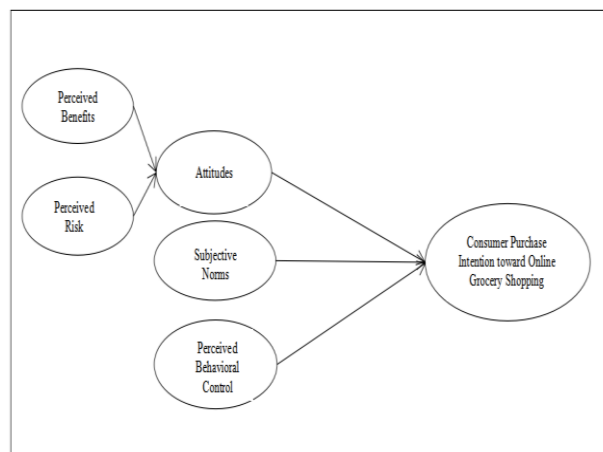 Perceived
Benefits
Attitudes
Perceived
Risk
Subjective
Norms
Consumer Purchase
Intention toward Online
Grocery Shopping
Perceived
Behavioral
Control